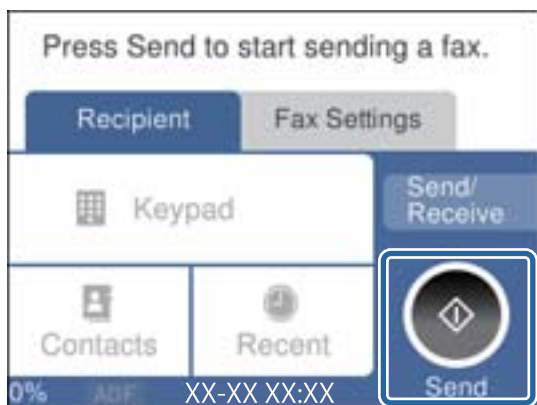 Press Send to start sending a fax.
Recipient
Fax Settings
Keypad
Send/
Receive
Contacts
Recent
Send
0%
ADF
XX-XX XX:XX